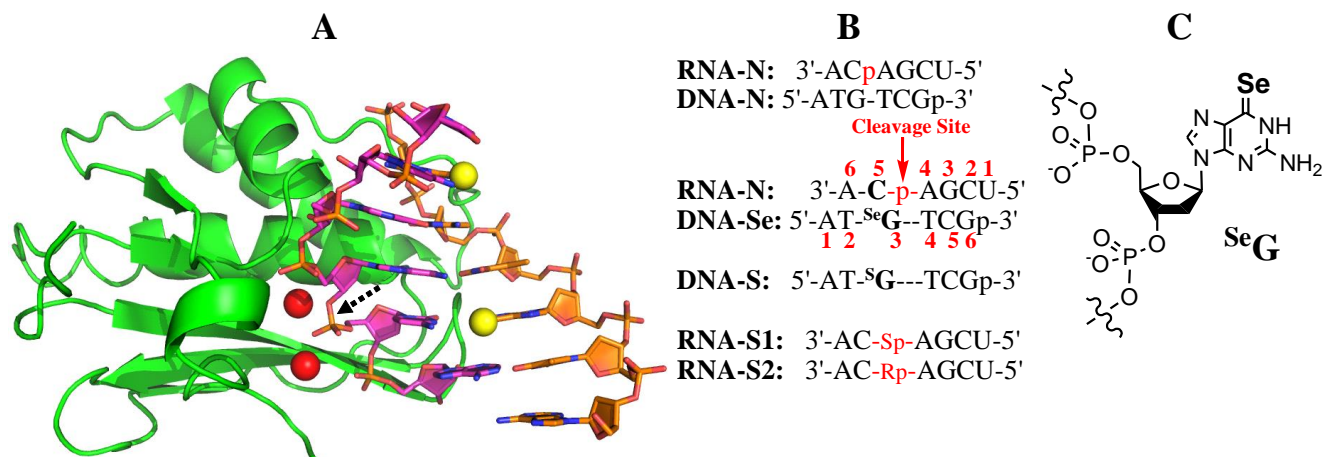 A
B
C
RNA-N: 3'-ACpAGCU-5'
DNA-N: 5'-ATG-TCGp-3'
Cleavage Site
6 5 4 3 2 1
RNA-N: 3'-A-C-p-AGCU-5'
DNA-Se: 5'-AT-SeG--TCGp-3'
1 2 3 4 5 6
DNA-S: 5'-AT-SG---TCGp-3'
RNA-S1: 3'-AC-Sp-AGCU-5'
RNA-S2: 3'-AC-Rp-AGCU-5'
Se
N
NH
N
N
NH2
O
O
P
-O
O
O
O
O
P
-O
O
SeG